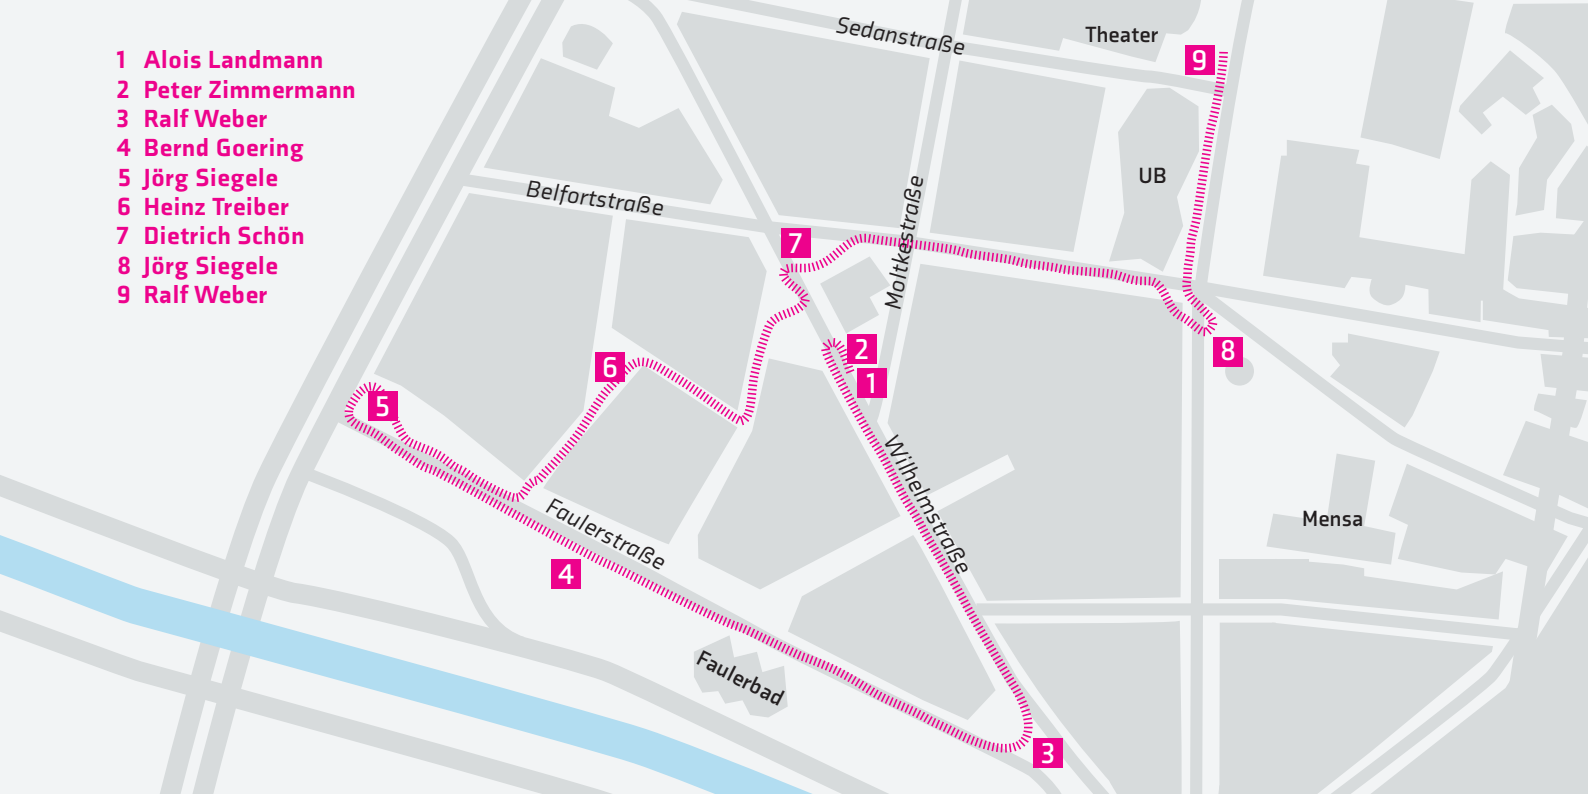 1 Alois Landmann
2 Peter Zimmermann
3 Ralf Weber
4 Bernd Goering
5 Jörg Siegele
6 Heinz Treiber
7 Dietrich Schön
8 Jörg Siegele
9 Ralf Weber
Sedanstraße
Theater
9
UB
Belfortstraße
Moltkestraße
7
2
8
6
1
5
Wilhelmstraße
Faulerstraße
Mensa
4
Faulerbad
3